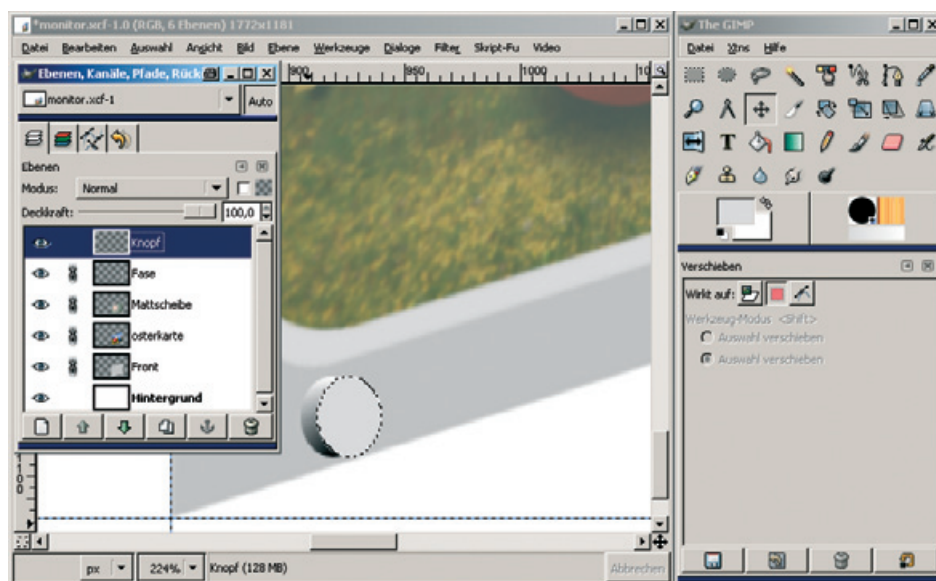 *monitor.xcf-1.0 (RGB, 6 Ebenen) 1772x1181
Datei Bearbeiten Auswahl Ansicht Bild Ebene Werkzeuge Dialoge Filter Skript-Fu Video
Ebenen, Kanäle, Pfade, Rück
monitor.xcf-1
Auto
Ebenen
Modus: Normal
Deckkraft: 100,0
Knopf
Fase
Mattscheibe
osterkarte
Front
Hintergrund
900 950 1000
px 224% Knopf (128 MB) Abbrechen
The GIMP
Datei Xtns Hilfe
Verschieben
Wirkt auf:
Werkzeug-Modus <Shift>
Auswahl verschieben
Auswahl verschieben